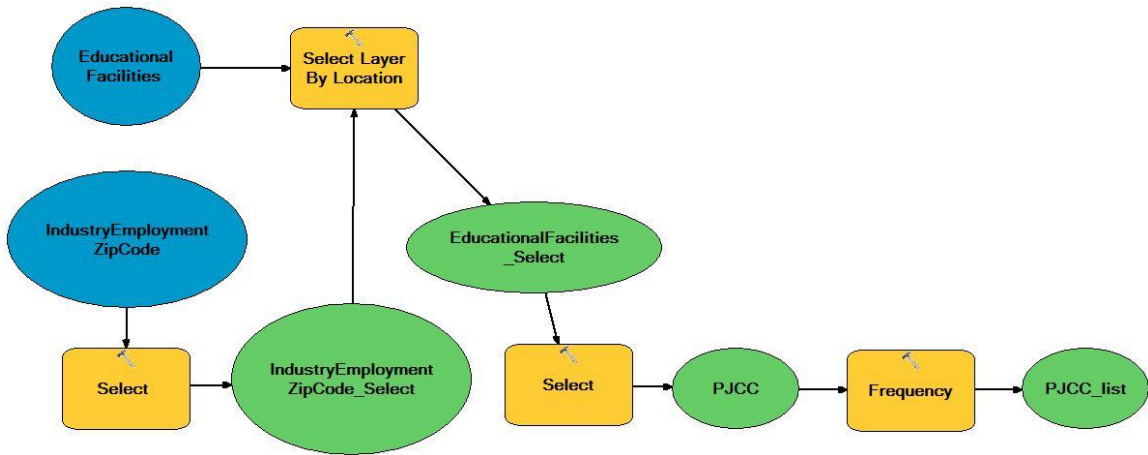 Educational
Facilities
Select Layer
By Location
IndustryEmployment
ZipCode
EducationalFacilities
_Select
Select
IndustryEmployment
ZipCode_Select
Select
PJCC
Frequency
PJCC_list